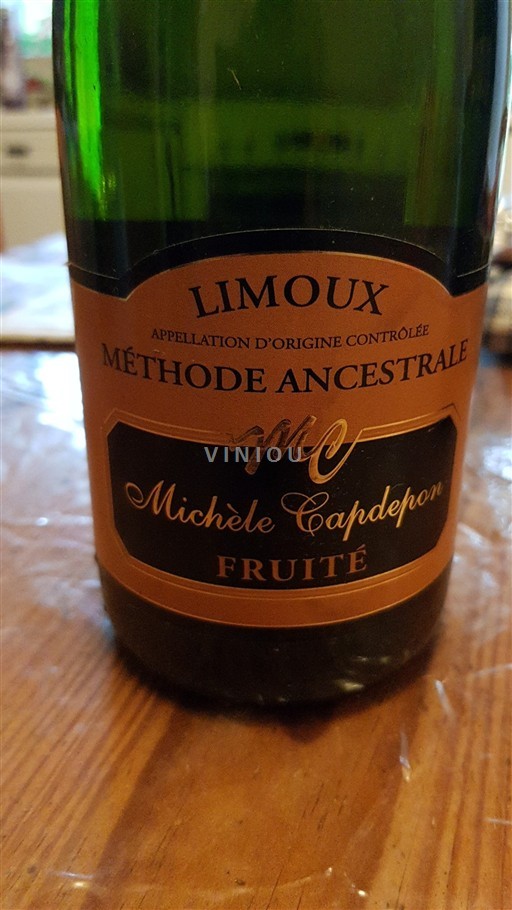 LIMOUX
APPELLATION D'ORIGINE CONTRÔLÉE
MÉTHODE ANCESTRALE
MC
VINIOU
Michèle Capdepon
FRUITÉ